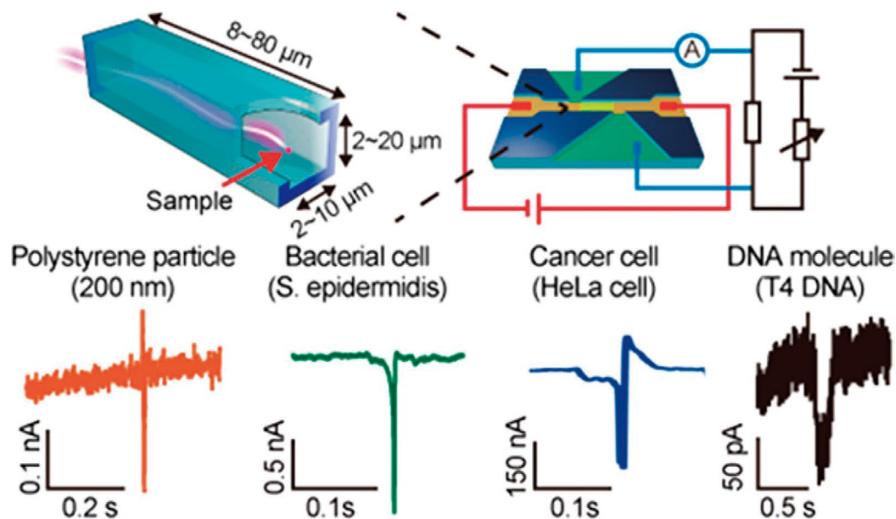 8~80 μm
2~20 μm
2~10 μm
Sample
A
Polystyrene particle
(200 nm)
Bacterial cell
(S. epidermidis)
Cancer cell
(HeLa cell)
DNA molecule
(T4 DNA)
0.1 nA
0.2 s
0.5 nA
0.1s
150 nA
0.1s
50 pA
0.5 s